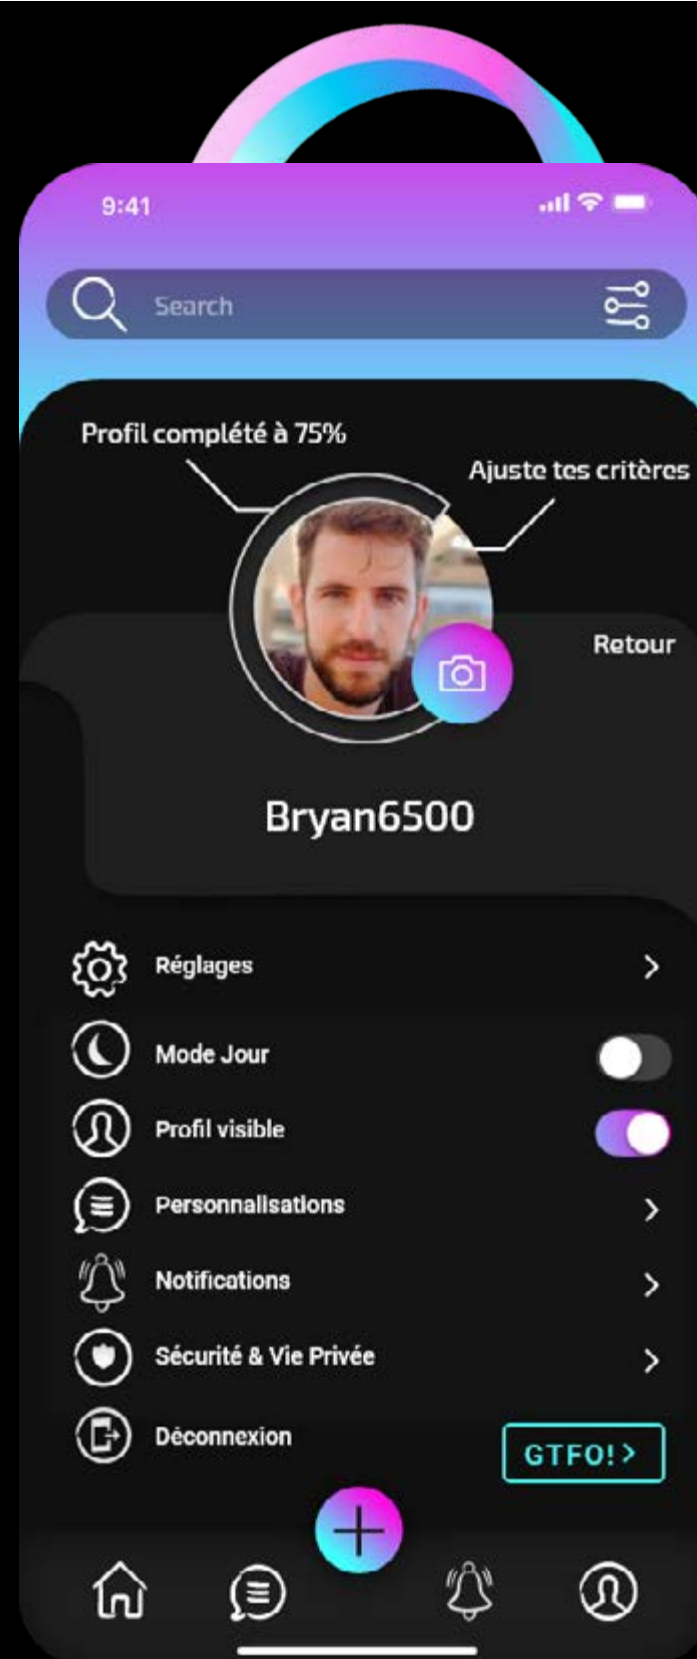 9:41
Search
Profil complété à 75%
Ajuste tes critères
Retour
Bryan6500
Réglages
Mode Jour
Profil visible
Personnalisations
Notifications
Sécurité & Vie Privée
Déconnexion
GTFO!>